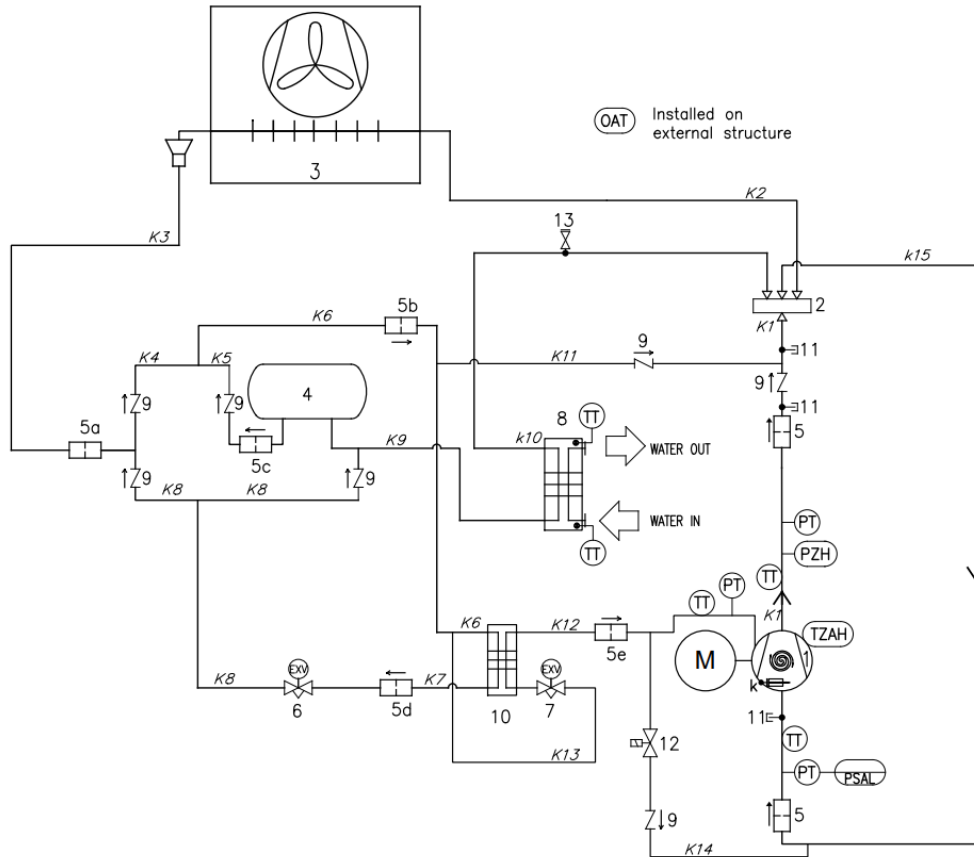 OAT
Installed on
external structure
3
K2
13
K3
k15
2
K1
5b
K6
9
11
K11
K4
K5
9
9
9
4
11
8
TT
5a
5c
K9
k10
WATER OUT
5
9
9
K8
K8
WATER IN
TT
PT
PZH
TT
PT
TT
K1
K6
K12
TZAH
5e
M
1
EXV
EXV
K7
k
K8
6
5d
10
7
11
12
TT
K13
PT
PSAL
9
5
K14